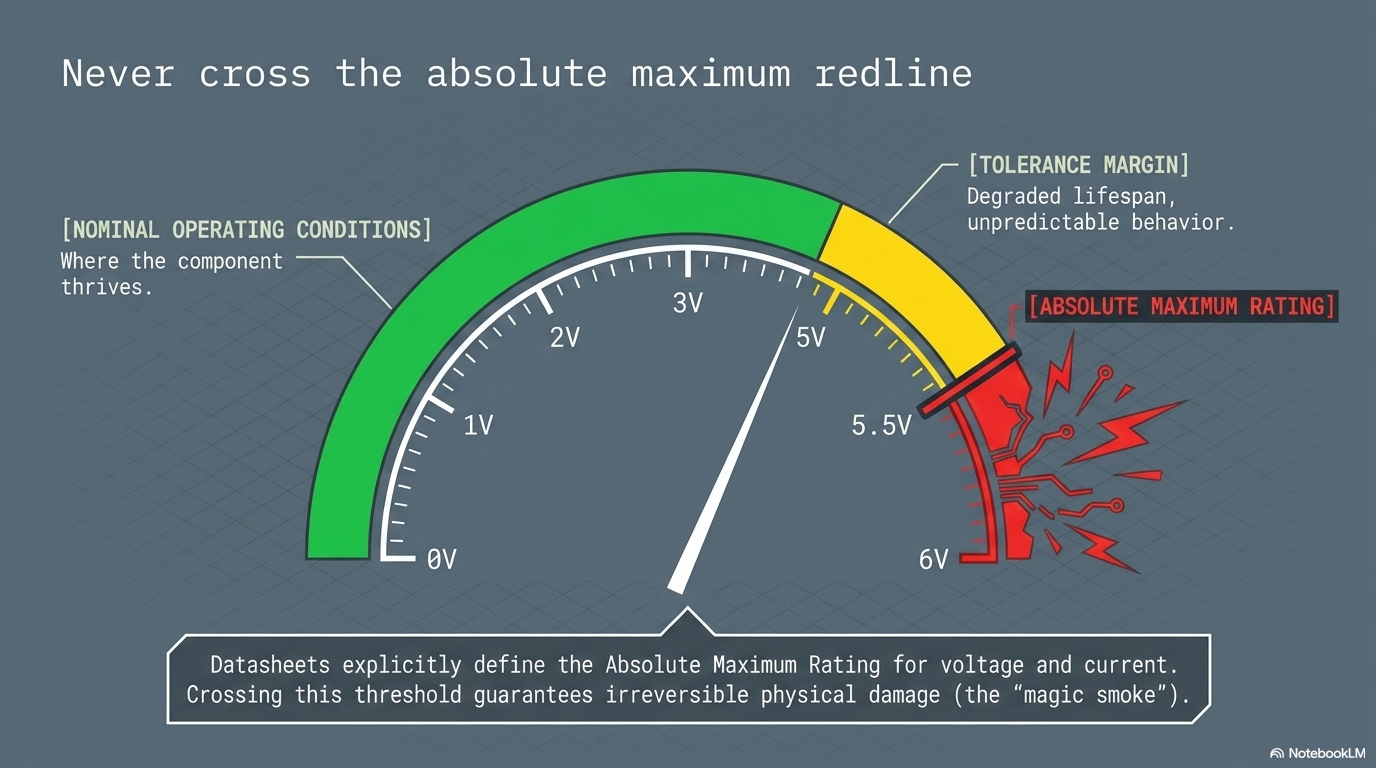 Never cross the absolute maximum redline
[TOLERANCE MARGIN]
Degraded lifespan,
unpredictable behavior.
[NOMINAL OPERATING CONDITIONS]
Where the component
thrives.
[ABSOLUTE MAXIMUM RATING]
0V
1V
2V
3V
5V
5.5V
6V
Datasheets explicitly define the Absolute Maximum Rating for voltage and current.
Crossing this threshold guarantees irreversible physical damage (the “magic smoke”).
NotebookLM